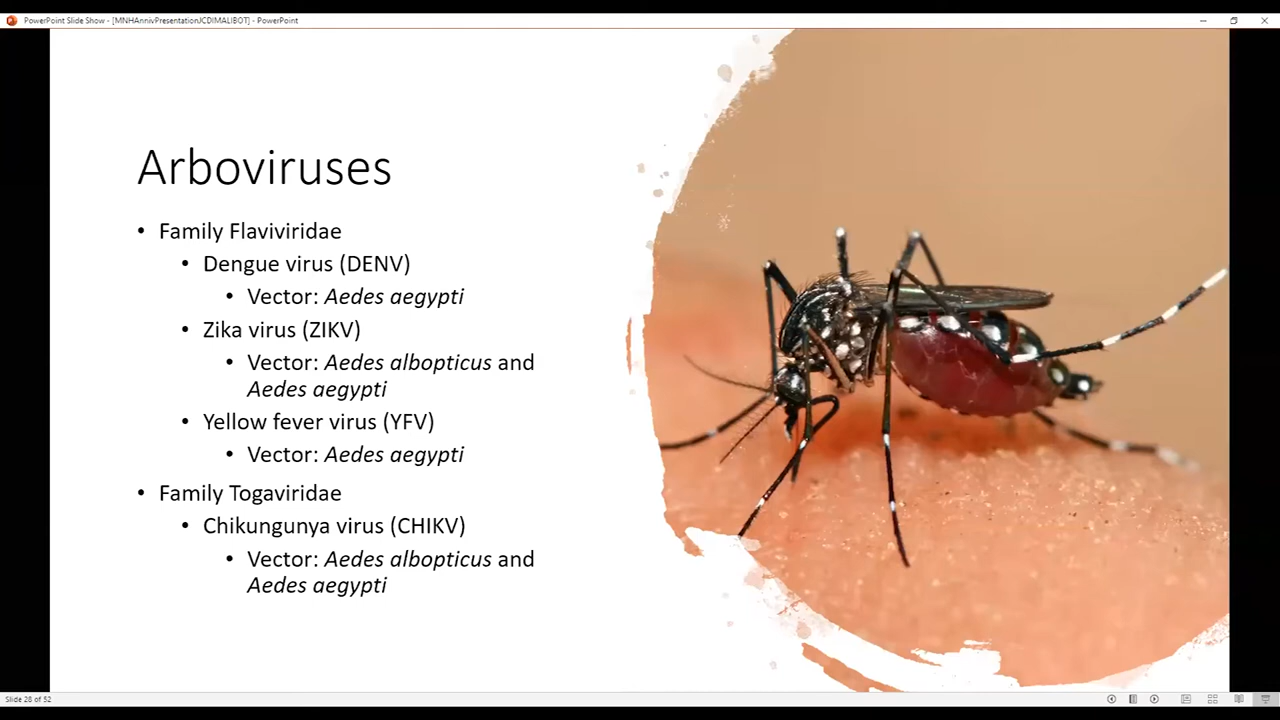 PowerPoint Slide Show - [MNHAnnivPresentationJCDIMALIBOT] - PowerPoint
Arboviruses
• Family Flaviviridae
• Dengue virus (DENV)
• Vector: Aedes aegypti
• Zika virus (ZIKV)
• Vector: Aedes albopticus and
Aedes aegypti
• Yellow fever virus (YFV)
• Vector: Aedes aegypti
• Family Togaviridae
• Chikungunya virus (CHIKV)
• Vector: Aedes albopticus and
Aedes aegypti
Slide 28 of 52